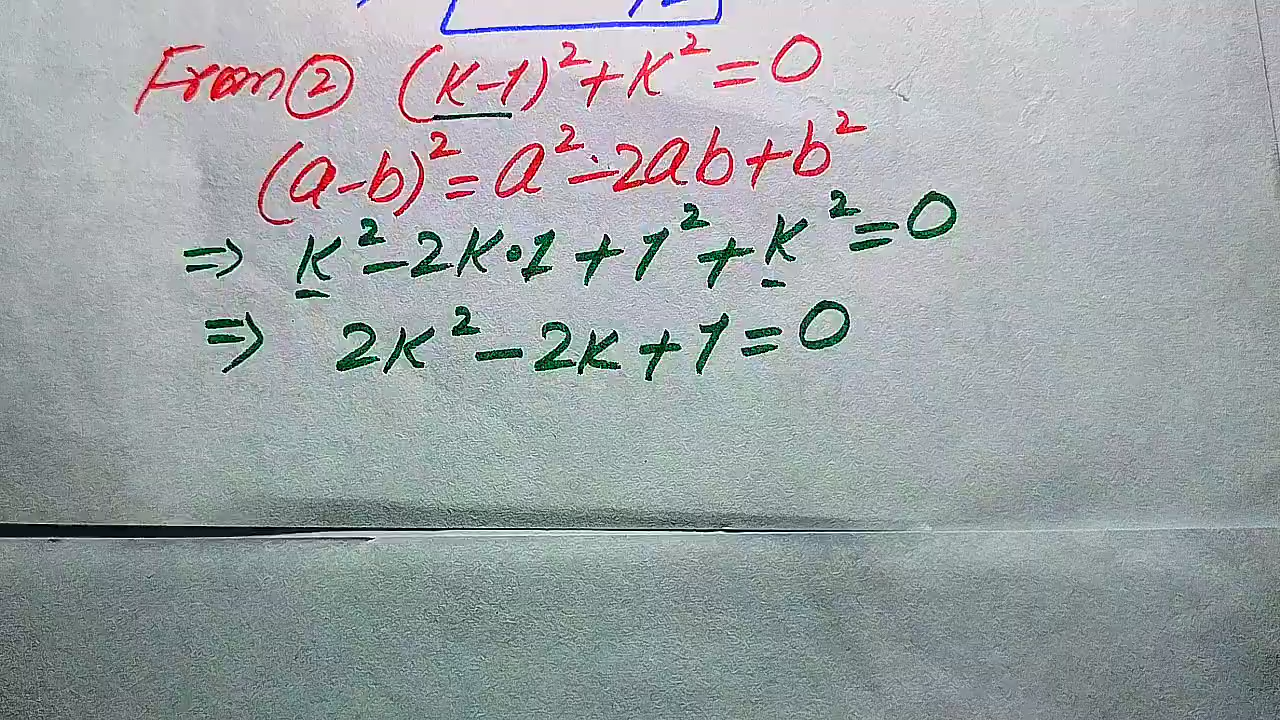 From ② (K-1)² + K² = 0
(a-b)² = a² - 2ab + b²
⇒ K² - 2K·1 + 1² + K² = 0
⇒ 2K² - 2K + 1 = 0